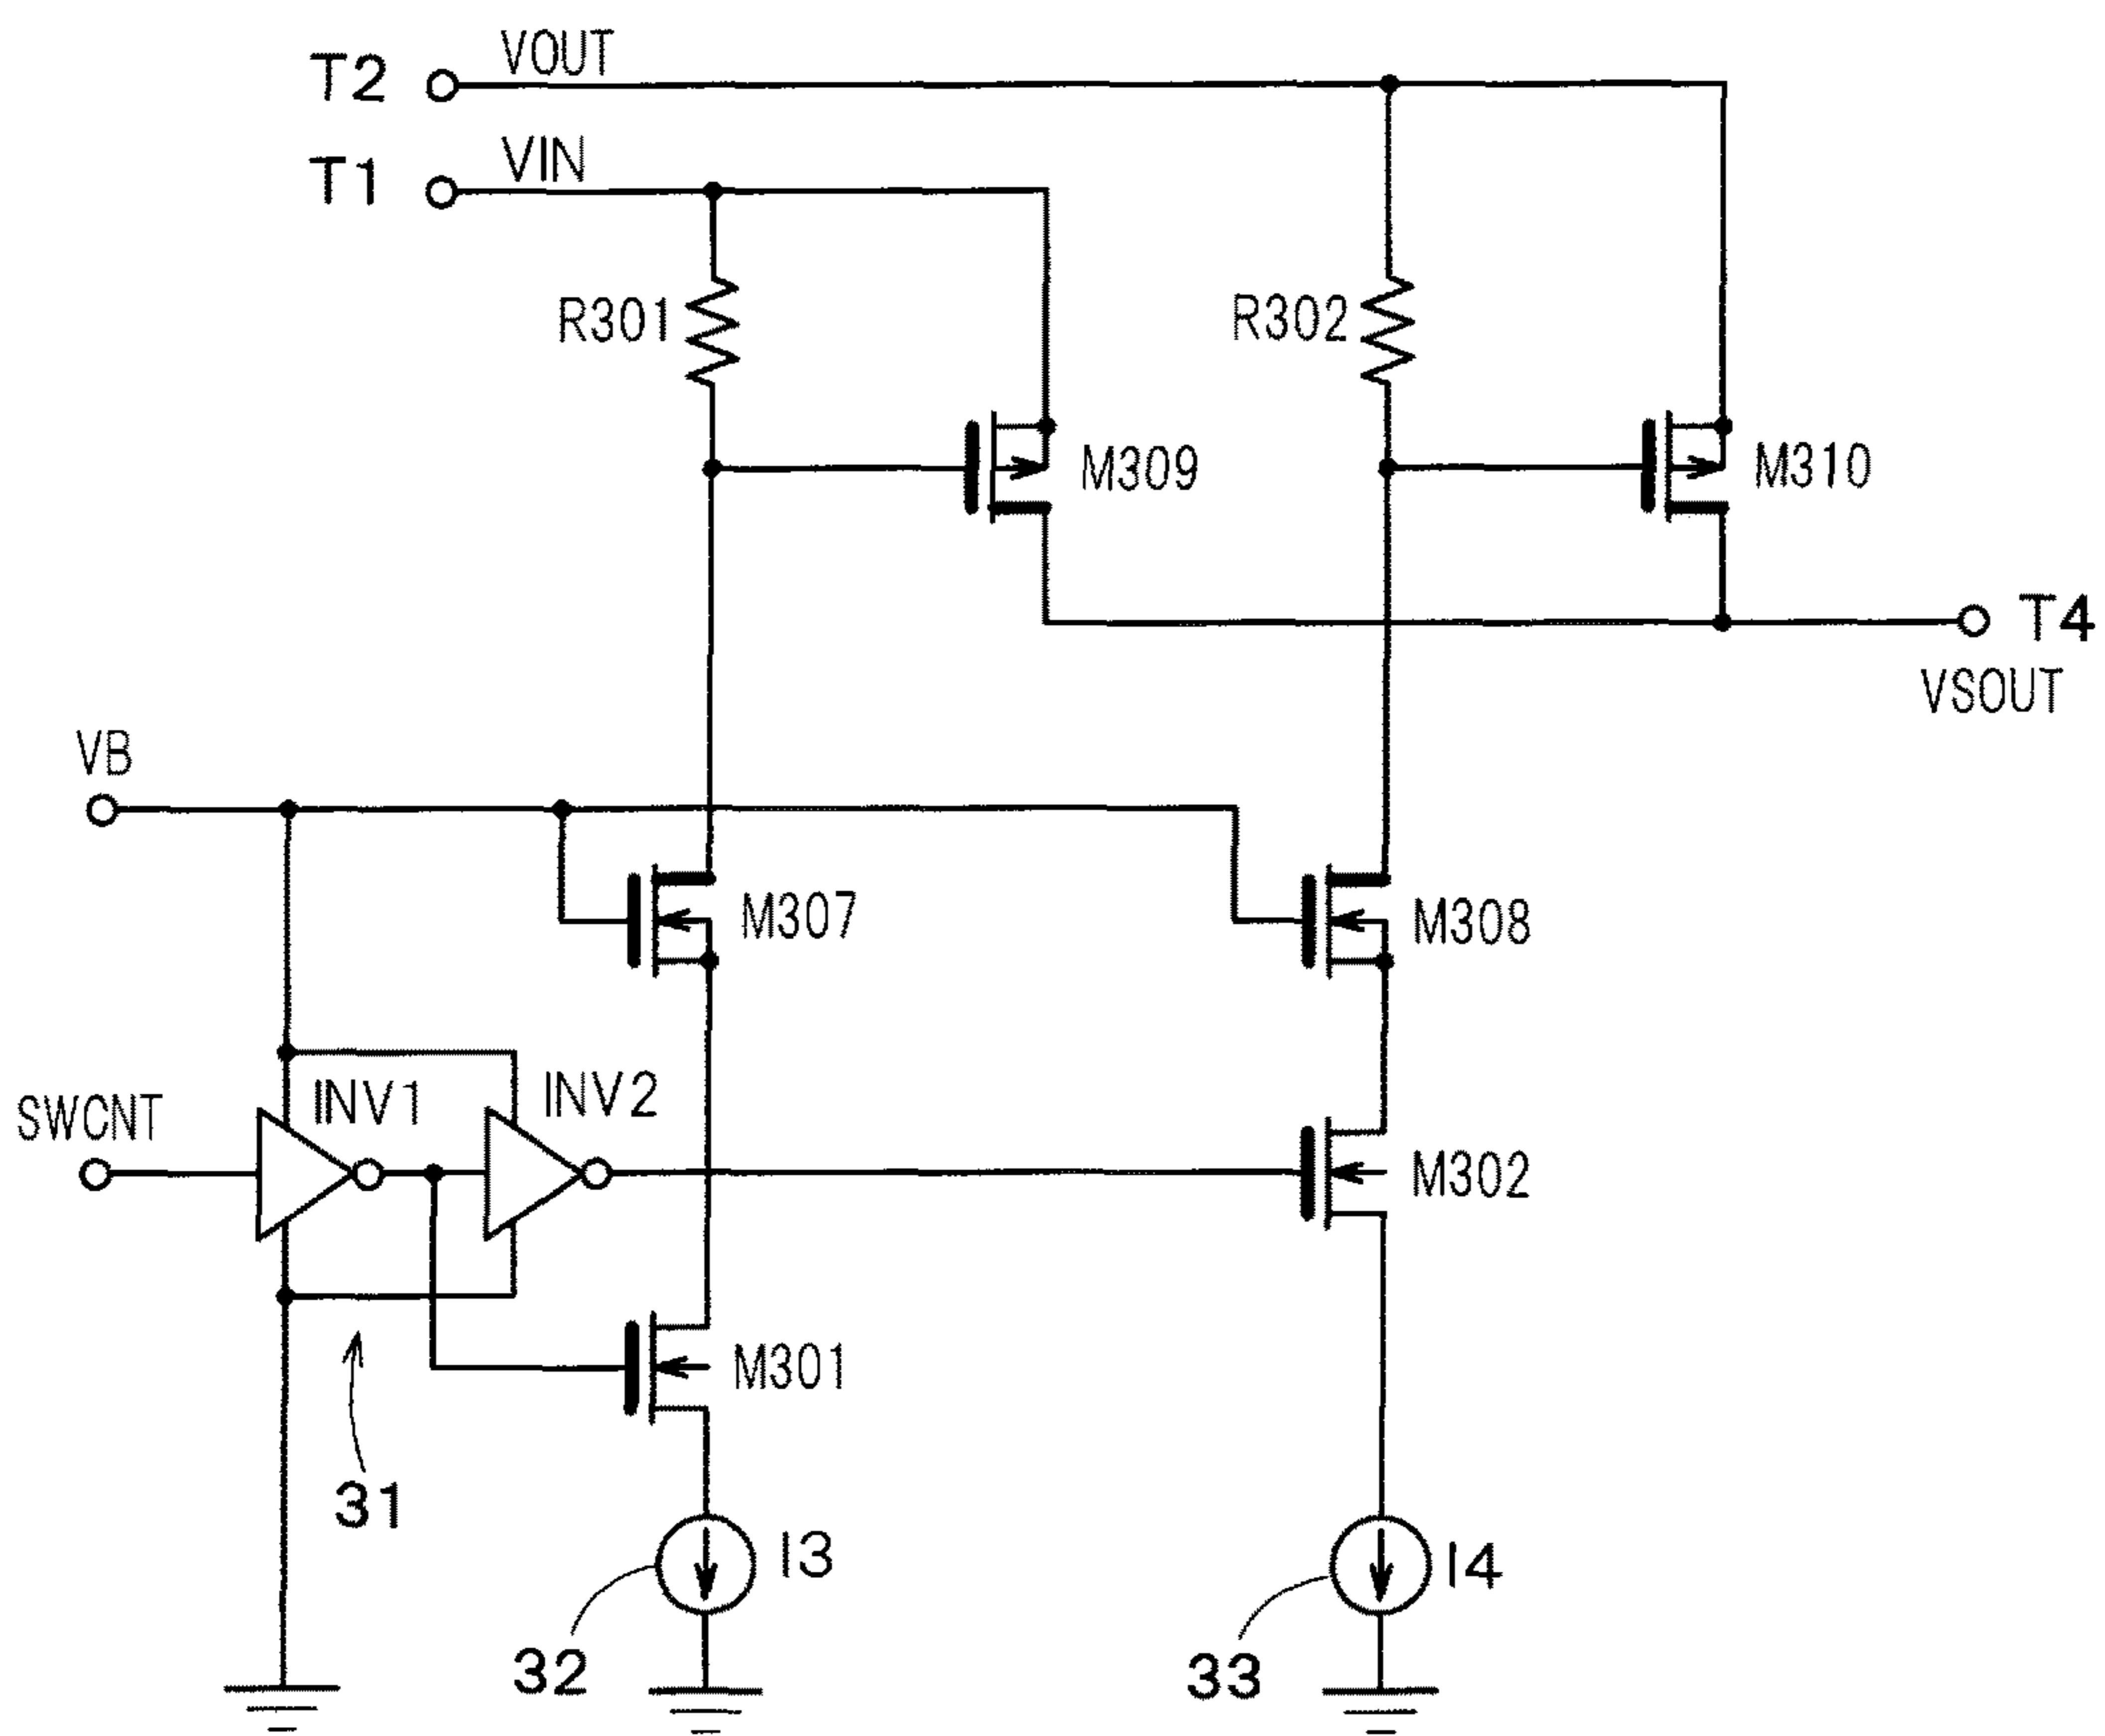 T2 VOUT
T1 VIN
R301
R302
M309
M310
T4
VSOUT
VB
M307
M308
SWCNT
INV1
INV2
M302
M301
31
I3
I4
32
33